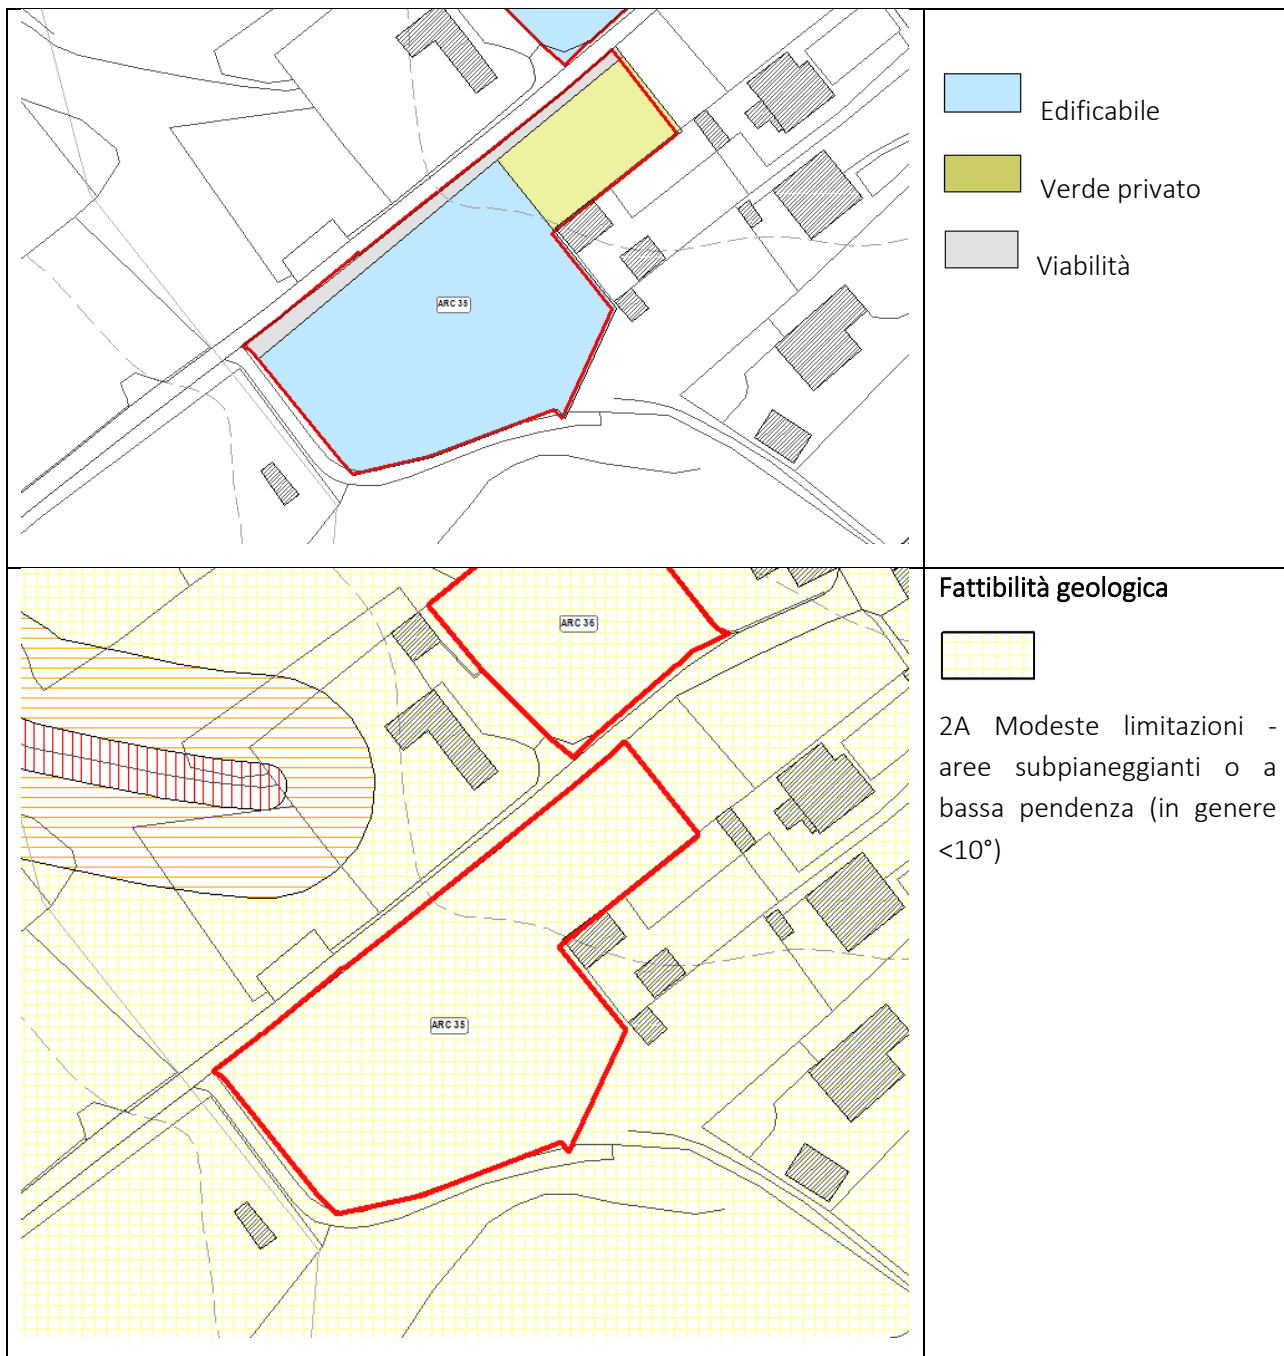 ARC 35
Edificabile
Verde privato
Viabilità
ARC 36
ARC 35
Fattibilità geologica
2A Modeste limitazioni -
aree subpianeggianti o a
bassa pendenza (in genere
<10°)